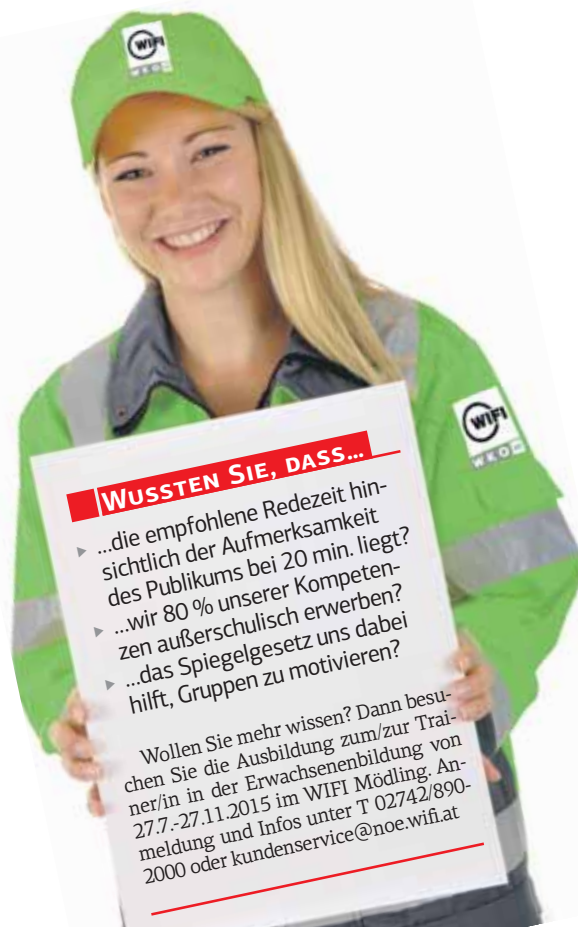 WIFI
WKO
WIFI
WKO
WUSSTEN SIE, DASS...
▸ ...die empfohlene Redezeit hin-
sichtlich der Aufmerksamkeit
des Publikums bei 20 min. liegt?
▸ ...wir 80 % unserer Kompeten-
zen außerschulisch erwerben?
▸ ...das Spiegelgesetz uns dabei
hilft, Gruppen zu motivieren?
Wollen Sie mehr wissen? Dann besu-
chen Sie die Ausbildung zum/zur Trai-
ner/in in der Erwachsenenbildung von
27.7.-27.11.2015 im WIFI Mödling. An-
meldung und Infos unter T 02742/890-
2000 oder kundenservice@noe.wifi.at